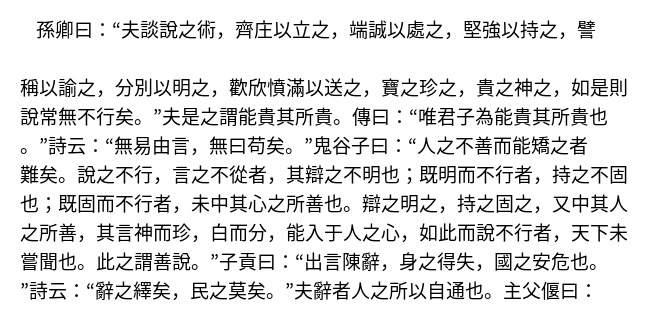 孫卿曰：“夫談說之術，齊庄以立之，端誠以處之，堅強以持之，譬
稱以諭之，分別以明之，歡欣憤滿以送之，寶之珍之，貴之神之，如是則
說常無不行矣。”夫是之謂能貴其所貴。傳曰：“唯君子為能貴其所貴也
。”詩云：“無易由言，無曰苟矣。”鬼谷子曰：“人之不善而能矯之者
難矣。說之不行，言之不從者，其辯之不明也；既明而不行者，持之不固
也；既固而不行者，未中其心之所善也。辯之明之，持之固之，又中其人
之所善，其言神而珍，白而分，能入于人之心，如此而說不行者，天下未
嘗聞也。此之謂善說。”子貢曰：“出言陳辭，身之得失，國之安危也。
”詩云：“辭之繹矣，民之莫矣。”夫辭者人之所以自通也。主父偃曰：